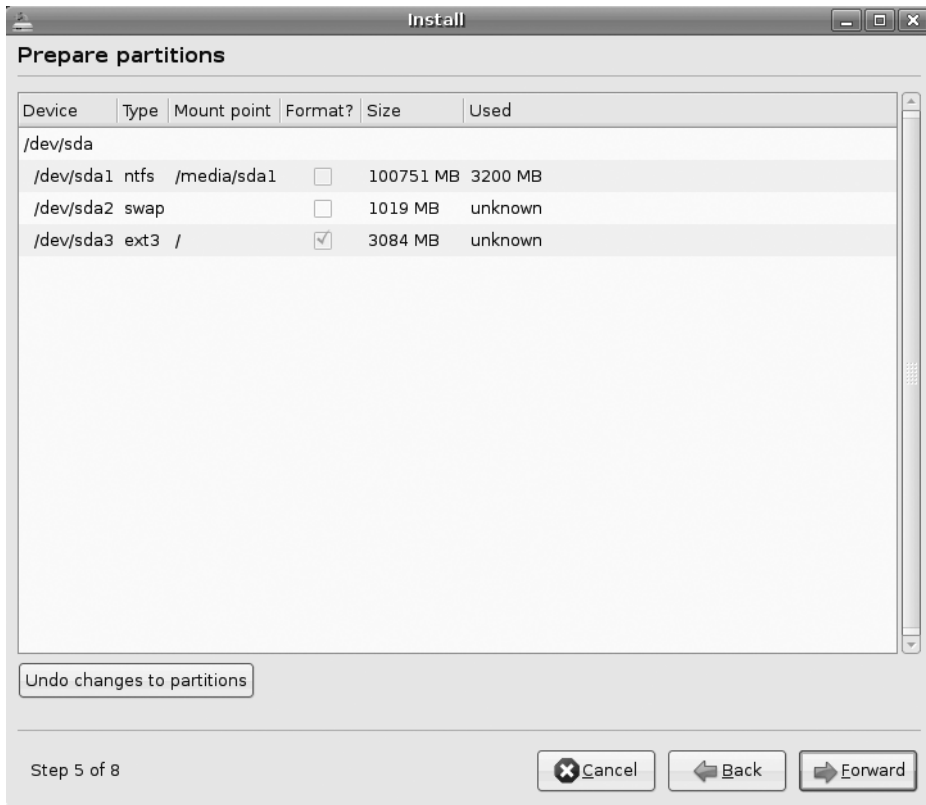 Install
Prepare partitions
Device Type Mount point Format? Size Used
/dev/sda
/dev/sda1 ntfs /media/sda1 100751 MB 3200 MB
/dev/sda2 swap 1019 MB unknown
/dev/sda3 ext3 / 3084 MB unknown
Undo changes to partitions
Step 5 of 8 Cancel Back Forward